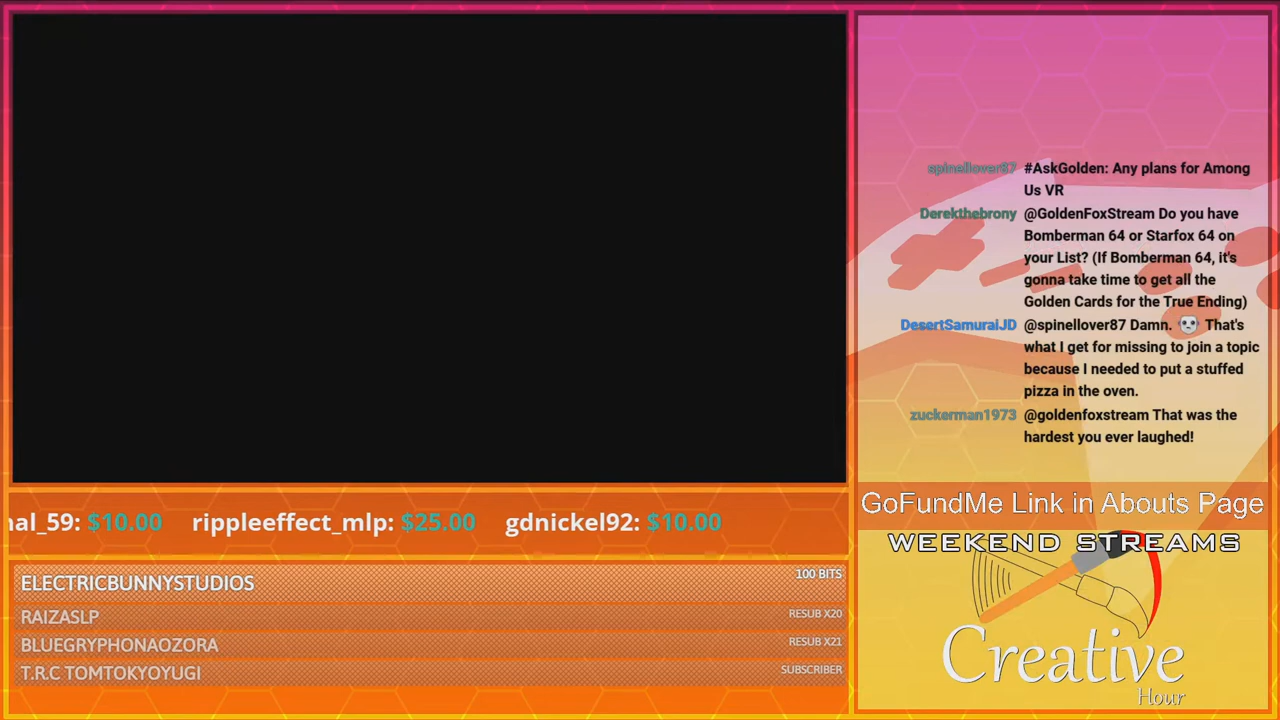 spinellover87 #AskGolden: Any plans for Among
Us VR
Derekthebrony @GoldenFoxStream Do you have
Bomberman 64 or Starfox 64 on
your List? (If Bomberman 64, it's
gonna take time to get all the
Golden Cards for the True Ending)
DesertSamuraiJD @spinellover87 Damn. That's
what I get for missing to join a topic
because I needed to put a stuffed
pizza in the oven.
zuckerman1973 @goldenfoxstream That was the
hardest you ever laughed!
nal_59: $10.00 rippleeffect_mlp: $25.00 gdnickel92: $10.00
ELECTRICBUNNYSTUDIOS 100 BITS
RAIZASLP RESUB X20
BLUEGRYPHONAOZORA RESUB X21
T.R.C TOMTOKYOYUGI SUBSCRIBER
GoFundMe Link in Abouts Page
WEEKEND STREAMS
Creative
Hour